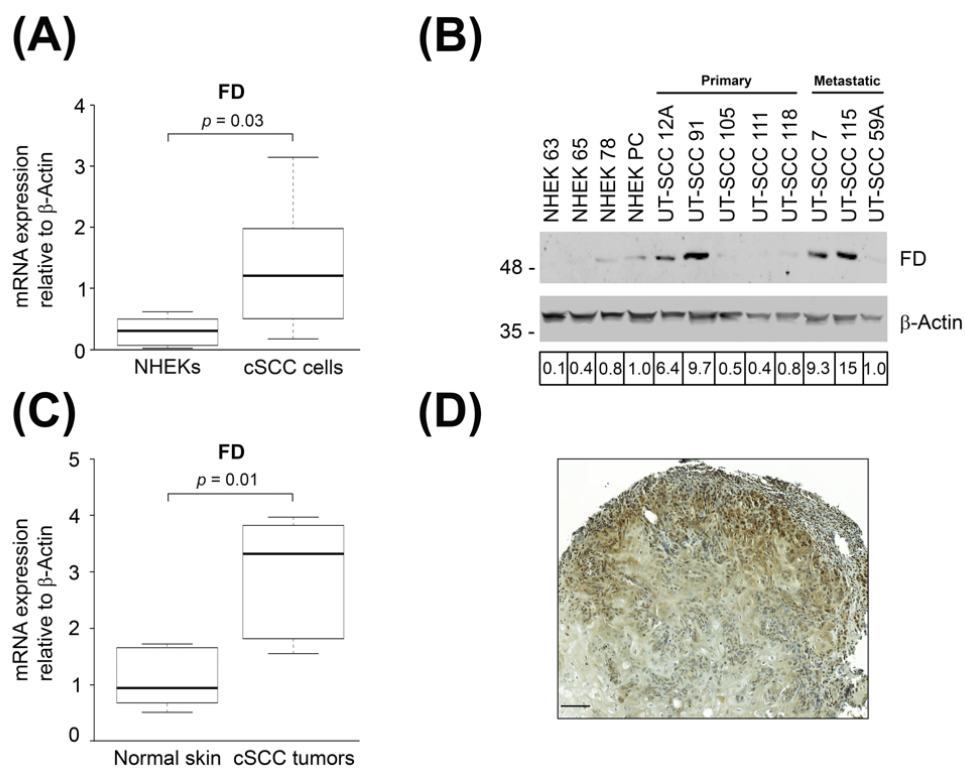 (A)
FD
p = 0.03
mRNA expression
relative to β-Actin
4
3
2
1
0
NHEKs cSCC cells
(B)
Primary Metastatic
NHEK 63
NHEK 65
NHEK 78
NHEK PC
UT-SCC 12A
UT-SCC 91
UT-SCC 105
UT-SCC 111
UT-SCC 118
UT-SCC 7
UT-SCC 115
UT-SCC 59A
48 - FD
35 - β-Actin
0.1 0.4 0.8 1.0 6.4 9.7 0.5 0.4 0.8 9.3 15 1.0
(C)
FD
p = 0.01
mRNA expression
relative to β-Actin
5
4
3
2
1
0
Normal skin cSCC tumors
(D)